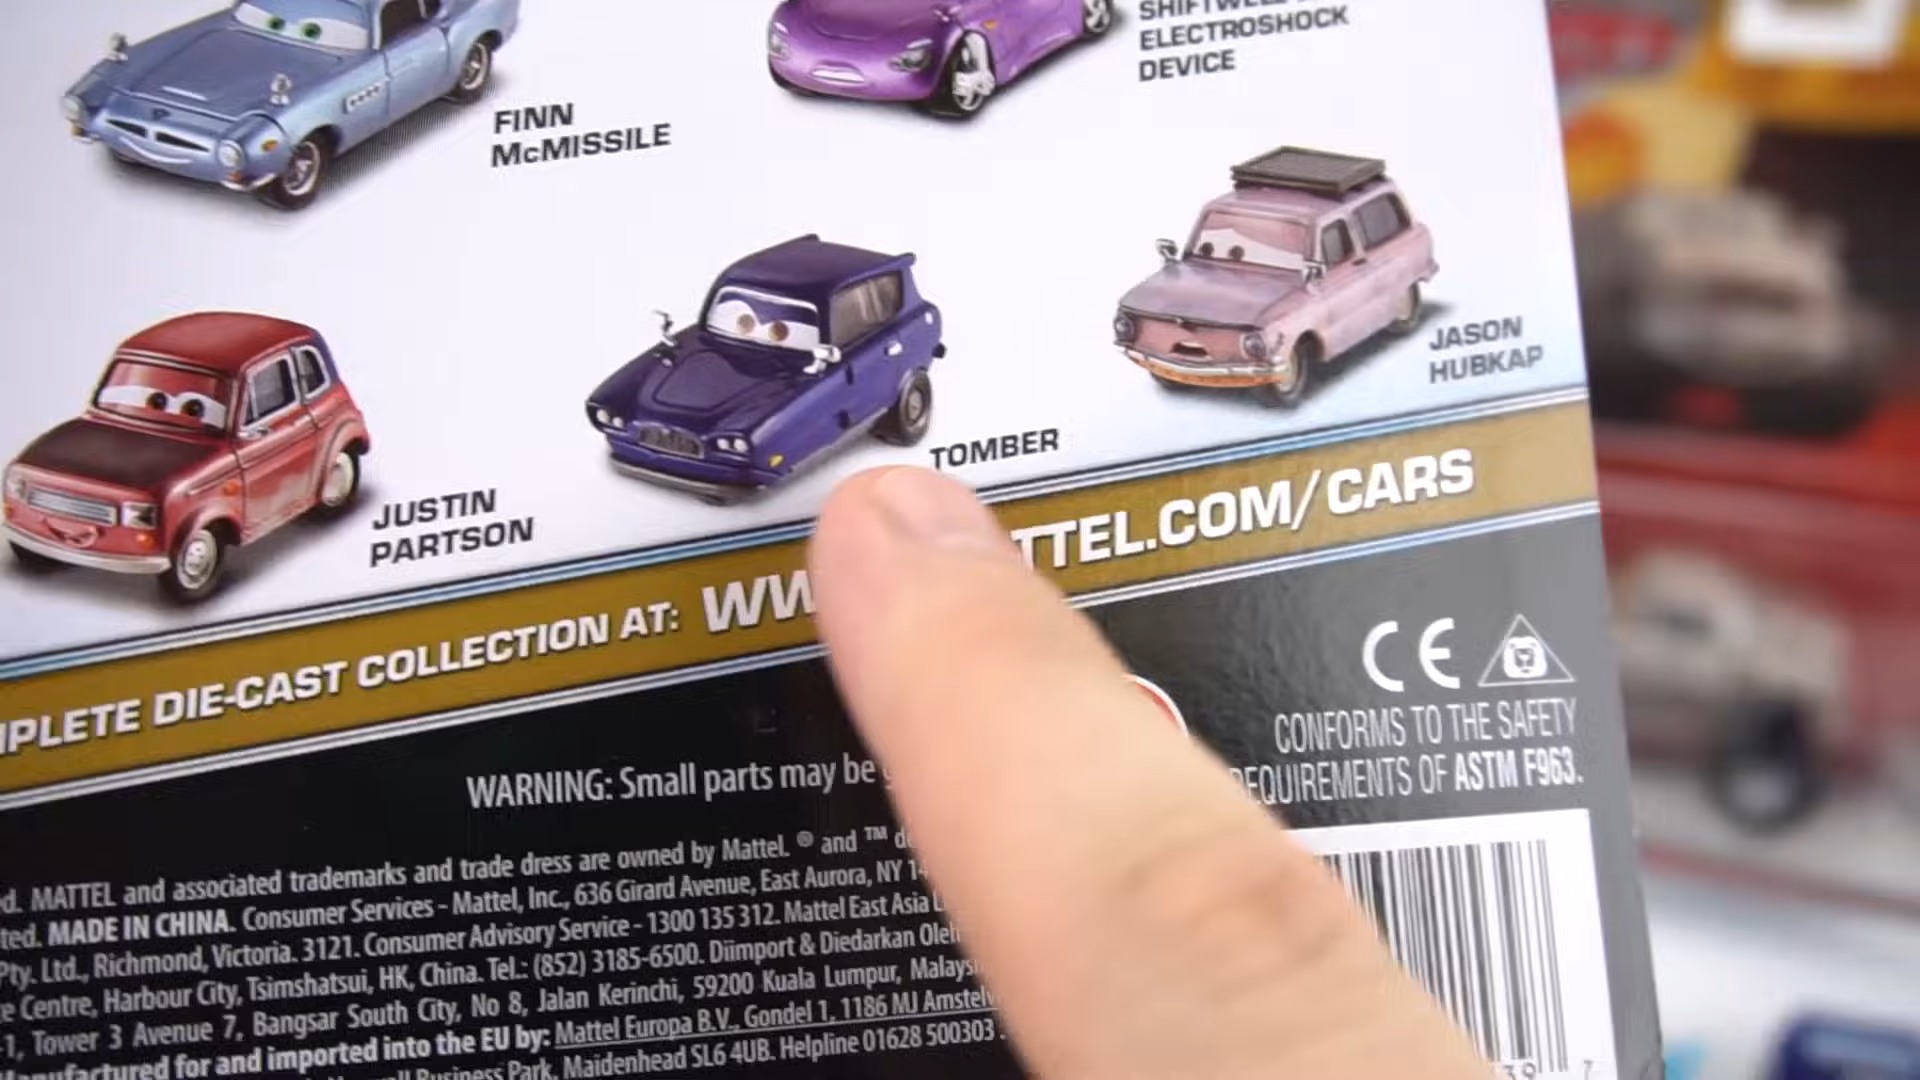 SHIFTWELL
ELECTROSHOCK
DEVICE
FINN
McMISSILE
JASON
HUBKAP
TOMBER
JUSTIN
PARTSON
DIE-CAST COLLECTION AT: WW TTEL.COM/CARS
CE
CONFORMS TO THE SAFETY
REQUIREMENTS OF ASTM F963.
WARNING: Small parts may be
MATTEL and associated trademarks and trade dress are owned by Mattel. ® and ™
MADE IN CHINA. Consumer Services - Mattel, Inc., 636 Girard Avenue, East Aurora, NY
Pty. Ltd., Richmond, Victoria. 3121. Consumer Advisory Service - 1300 135 312. Mattel East Asia
Centre, Harbour City, Tsimshatsui, HK, China. Tel.: (852) 3185-6500. Diimport & Diedarkan Oleh
-1, Tower 3 Avenue 7, Bangsar South City, No 8, Jalan Kerinchi, 59200 Kuala Lumpur,
for and imported into the EU by: Mattel Europa B.V., Gondel 1, 1186 MJ
Business Park, Maidenhead SL6 4UB. Helpline 01628 500303